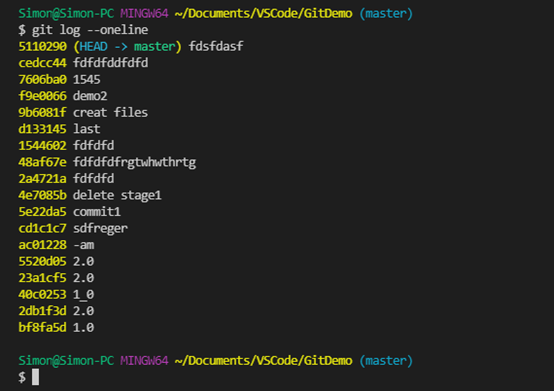 Simon@Simon-PC MINGW64 ~/Documents/VSCode/GitDemo (master)
$ git log --oneline
5110290 (HEAD -> master) fdsfdasf
cedcc44 fdfdfddfdfd
7606ba0 1545
f9e0066 demo2
9b6081f creat files
d133145 last
1544602 fdfdfd
48af67e fdfdfdfrgtwhwthrtg
2a4721a fdfdfd
4e7085b delete stage1
5e22da5 commit1
cd1c1c7 sdfreger
ac01228 -am
5520d05 2.0
23a1cf5 2.0
40c0253 1_0
2db1f3d 2.0
bf8fa5d 1.0
Simon@Simon-PC MINGW64 ~/Documents/VSCode/GitDemo (master)
$